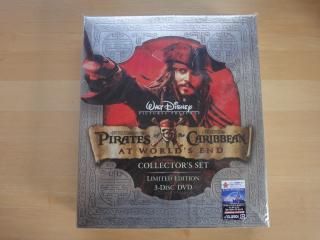 Walt Disney
PICTURES PRESENTS
PIRATES of the CARIBBEAN
AT WORLD'S END
COLLECTOR'S SET
LIMITED EDITION
3-DISC DVD